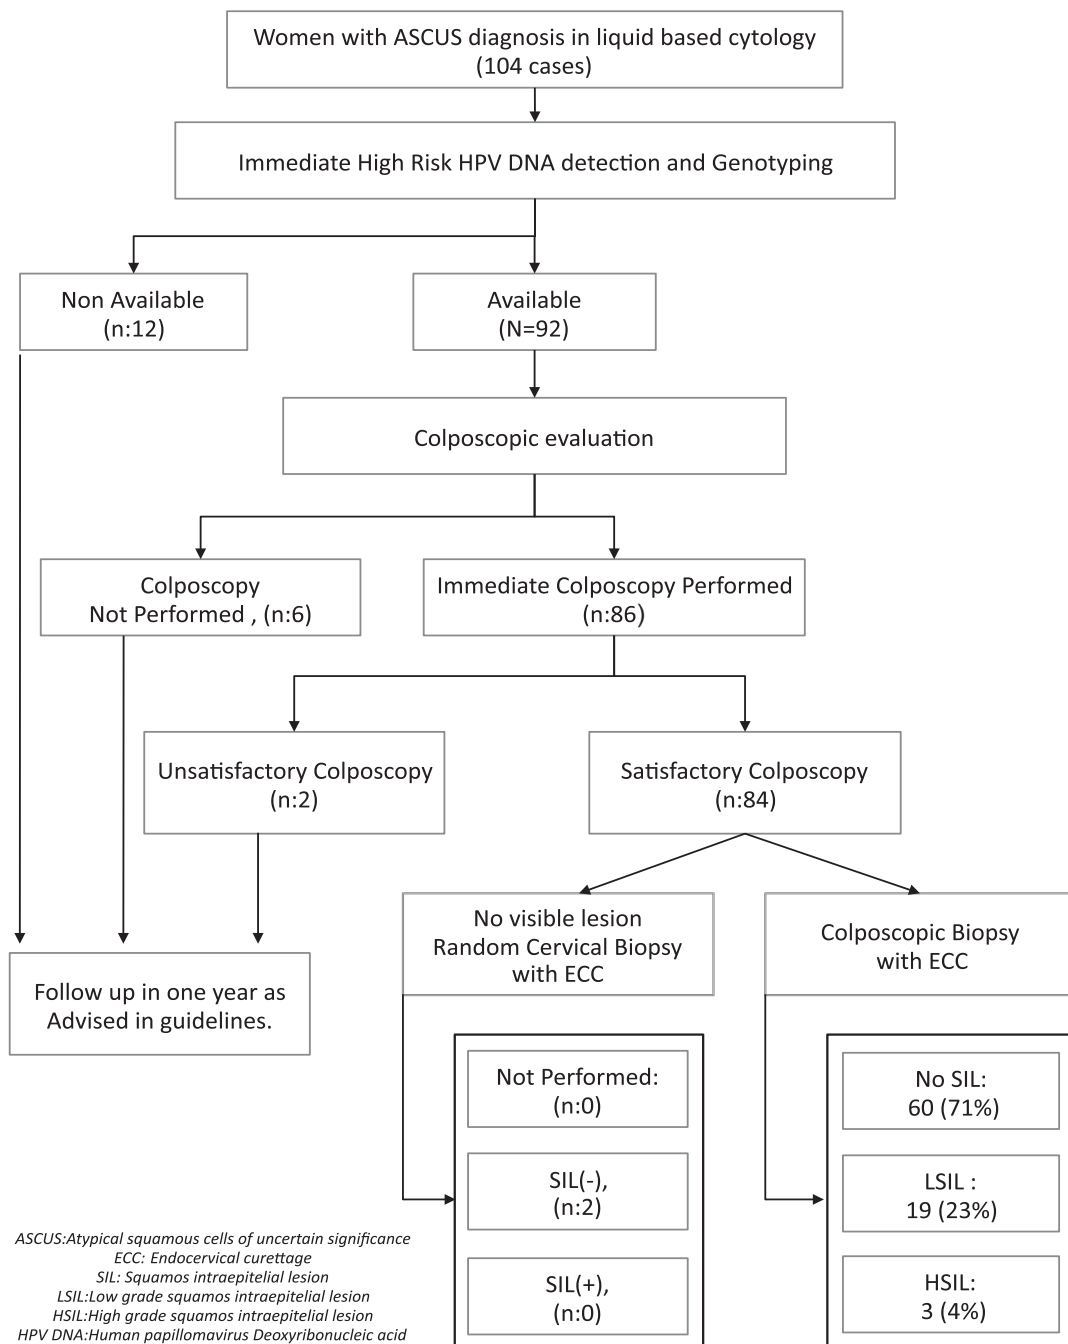 Women with ASCUS diagnosis in liquid based cytology
(104 cases)
Immediate High Risk HPV DNA detection and Genotyping
Non Available
(n:12)
Available
(N=92)
Colposcopic evaluation
Colposcopy
Not Performed , (n:6)
Immediate Colposcopy Performed
(n:86)
Unsatisfactory Colposcopy
(n:2)
Satisfactory Colposcopy
(n:84)
No visible lesion
Random Cervical Biopsy
with ECC
Colposcopic Biopsy
with ECC
Follow up in one year as
Advised in guidelines.
Not Performed:
(n:0)
SIL(-),
(n:2)
SIL(+),
(n:0)
No SIL:
60 (71%)
LSIL :
19 (23%)
HSIL:
3 (4%)
ASCUS:Atypical squamous cells of uncertain significance
ECC: Endocervical curettage
SIL: Squamos intraepitelial lesion
LSIL:Low grade squamos intraepitelial lesion
HSIL:High grade squamos intraepitelial lesion
HPV DNA:Human papillomavirus Deoxyribonucleic acid